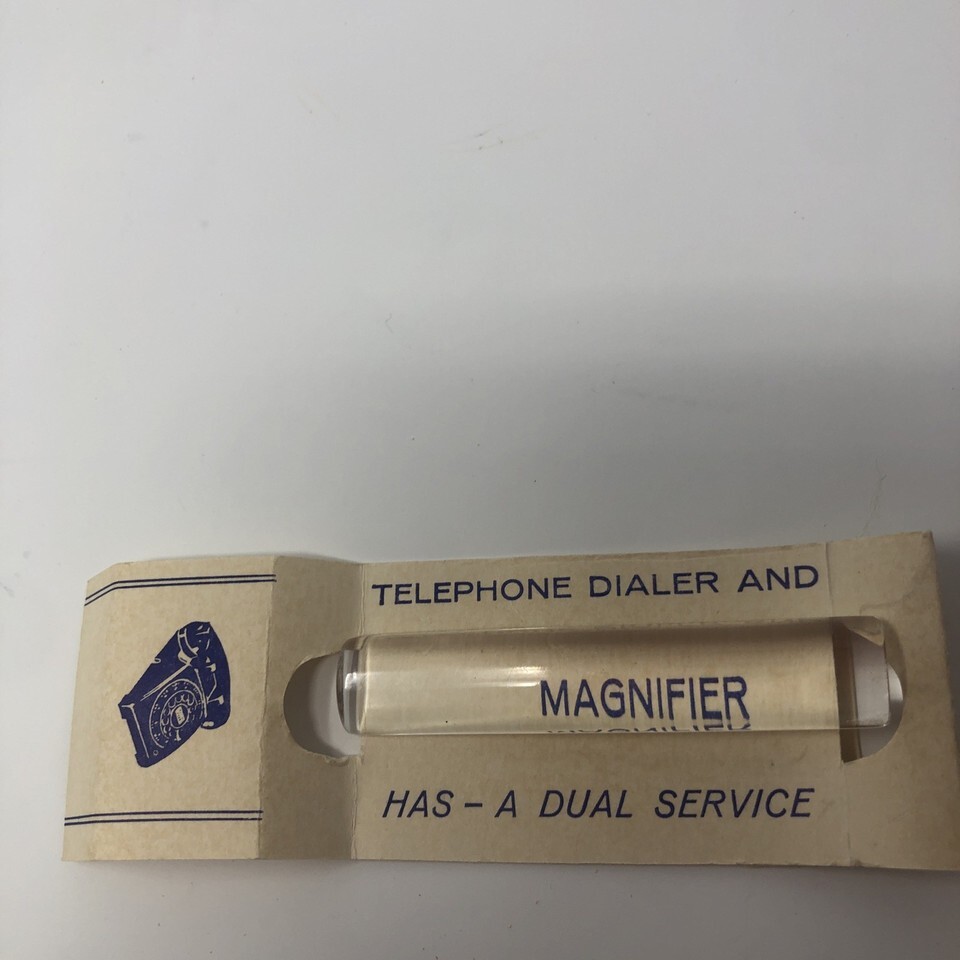 TELEPHONE DIALER AND
MAGNIFIER
HAS – A DUAL SERVICE